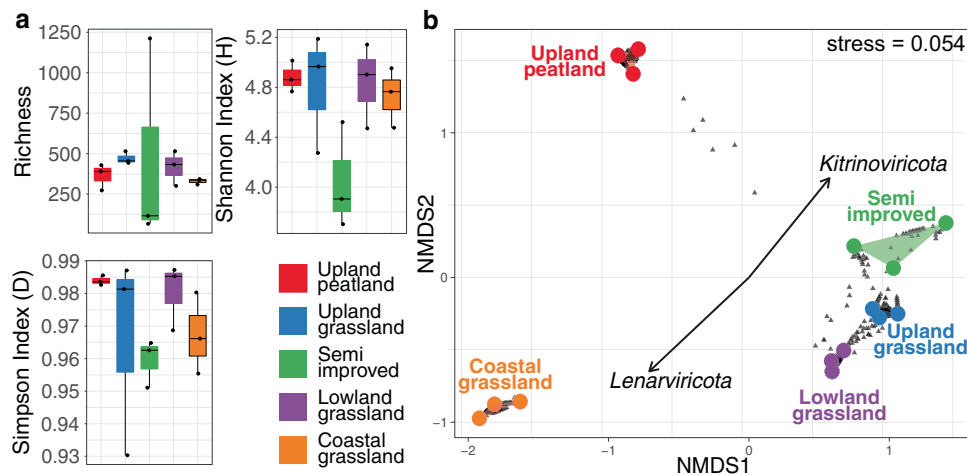 a
Richness
1250
1000
750
500
250
Shannon Index (H)
5.2
4.8
4.4
4.0
Simpson Index (D)
0.99
0.98
0.97
0.96
0.95
0.94
0.93
Upland
peatland
Upland
grassland
Semi
improved
Lowland
grassland
Coastal
grassland
b
stress = 0.054
Upland
peatland
Kitrinoviricota
Semi
improved
Upland
grassland
Lowland
grassland
Coastal
grassland
Lenarviricota
NMDS2
1
0
−1
−2
−1
0
1
NMDS1